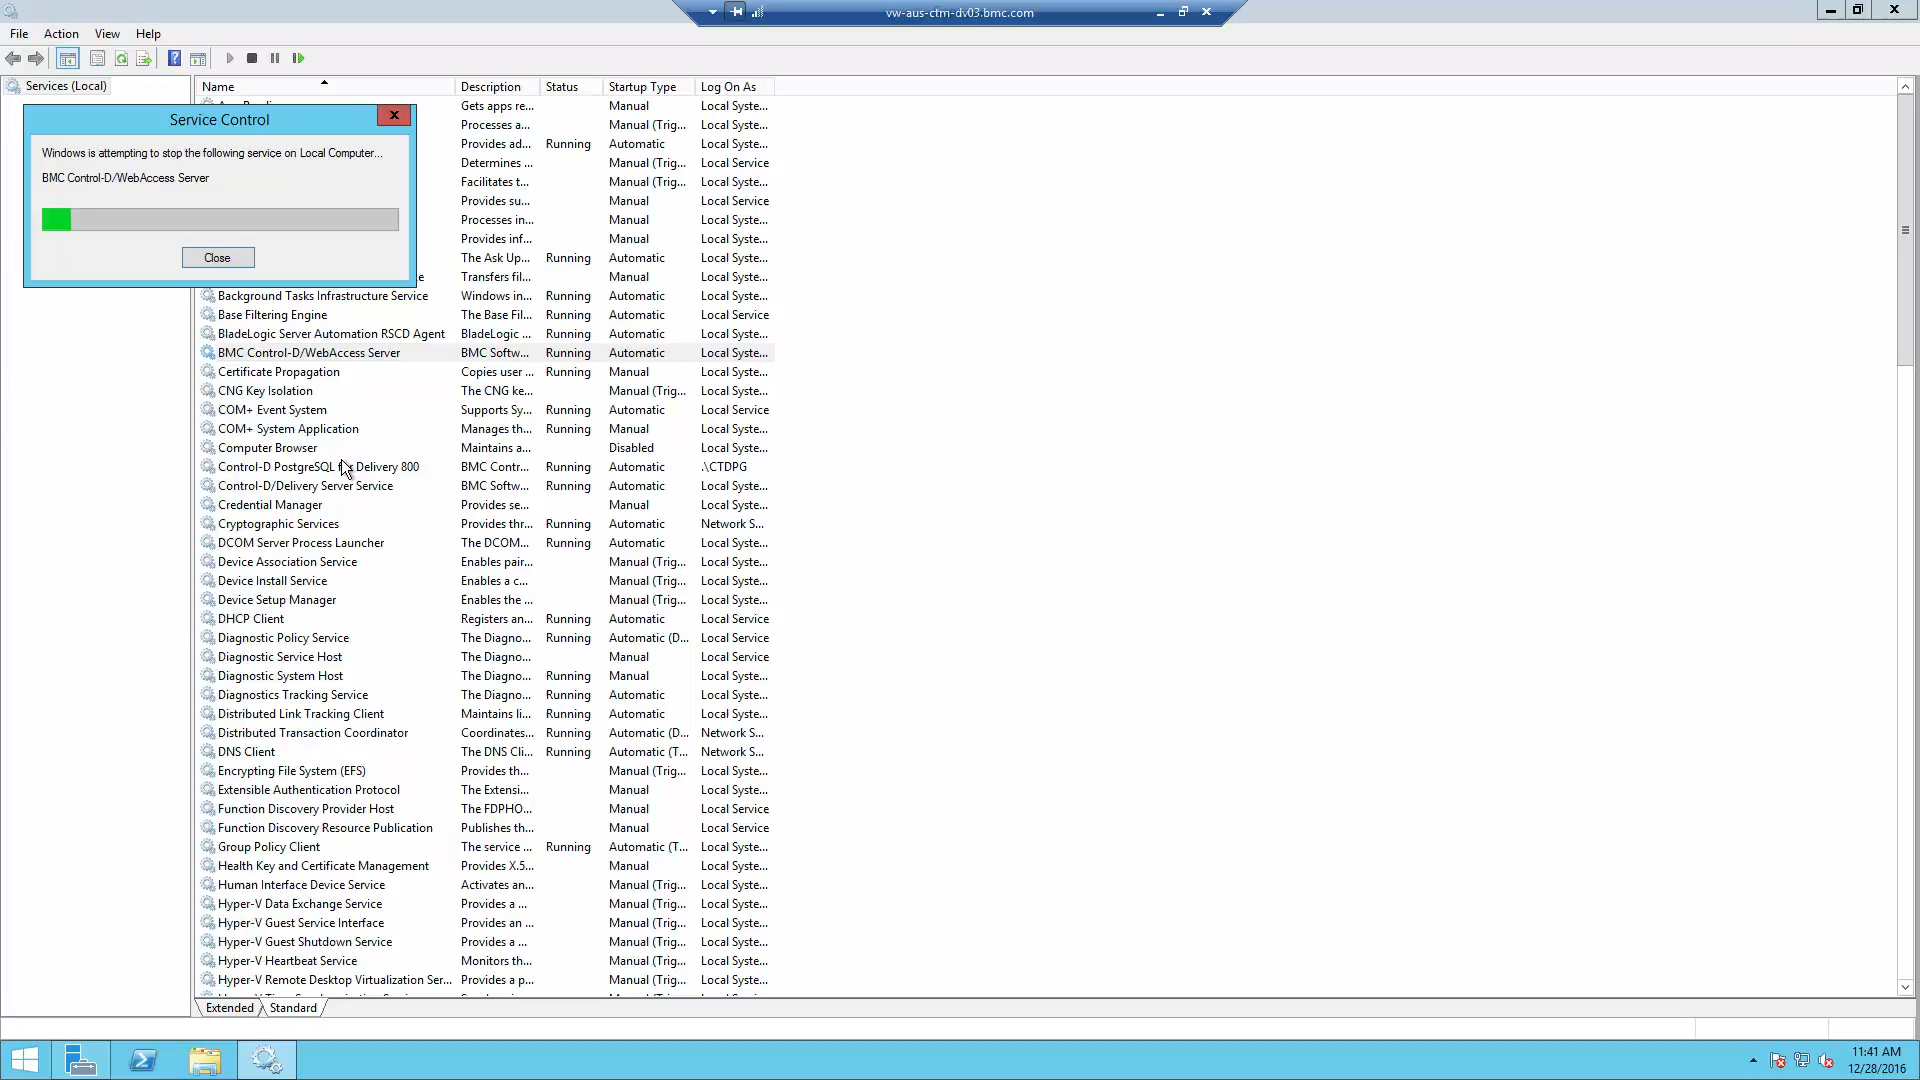 vw-aus-ctm-dv03.bmc.com
File Action View Help
Services (Local)
Name Description Status Startup Type Log On As
Gets apps re... Manual Local Syste...
Service Control
Processes a... Manual (Trig... Local Syste...
Provides ad... Running Automatic Local Syste...
Windows is attempting to stop the following service on Local Computer...
Determines ... Manual (Trig... Local Service
BMC Control-D/WebAccess Server
Facilitates t... Manual (Trig... Local Syste...
Provides su... Manual Local Service
Processes in... Manual Local Syste...
Provides inf... Manual Local Syste...
Close
The Ask Up... Running Automatic Local Syste...
e Transfers fil... Manual Local Syste...
Background Tasks Infrastructure Service Windows in... Running Automatic Local Syste...
Base Filtering Engine The Base Fil... Running Automatic Local Service
BladeLogic Server Automation RSCD Agent BladeLogic ... Running Automatic Local Syste...
BMC Control-D/WebAccess Server BMC Softw... Running Automatic Local Syste...
Certificate Propagation Copies user ... Running Manual Local Syste...
CNG Key Isolation The CNG ke... Manual (Trig... Local Syste...
COM+ Event System Supports Sy... Running Automatic Local Service
COM+ System Application Manages th... Running Manual Local Syste...
Computer Browser Maintains a... Disabled Local Syste...
Control-D PostgreSQL Delivery 800 BMC Contr... Running Automatic .\CTDPG
Control-D/Delivery Server Service BMC Softw... Running Automatic Local Syste...
Credential Manager Provides se... Manual Local Syste...
Cryptographic Services Provides thr... Running Automatic Network S...
DCOM Server Process Launcher The DCOM... Running Automatic Local Syste...
Device Association Service Enables pair... Manual (Trig... Local Syste...
Device Install Service Enables a c... Manual (Trig... Local Syste...
Device Setup Manager Enables the ... Manual (Trig... Local Syste...
DHCP Client Registers an... Running Automatic Local Service
Diagnostic Policy Service The Diagno... Running Automatic (D... Local Service
Diagnostic Service Host The Diagno... Manual Local Service
Diagnostic System Host The Diagno... Running Manual Local Syste...
Diagnostics Tracking Service The Diagno... Running Automatic Local Syste...
Distributed Link Tracking Client Maintains li... Running Automatic Local Syste...
Distributed Transaction Coordinator Coordinates... Running Automatic (D... Network S...
DNS Client The DNS Cli... Running Automatic (T... Network S...
Encrypting File System (EFS) Provides th... Manual (Trig... Local Syste...
Extensible Authentication Protocol The Extensi... Manual Local Syste...
Function Discovery Provider Host The FDPHO... Manual Local Service
Function Discovery Resource Publication Publishes th... Manual Local Service
Group Policy Client The service ... Running Automatic (T... Local Syste...
Health Key and Certificate Management Provides X.5... Manual Local Syste...
Human Interface Device Service Activates an... Manual (Trig... Local Syste...
Hyper-V Data Exchange Service Provides a ... Manual (Trig... Local Syste...
Hyper-V Guest Service Interface Provides an ... Manual (Trig... Local Syste...
Hyper-V Guest Shutdown Service Provides a ... Manual (Trig... Local Syste...
Hyper-V Heartbeat Service Monitors th... Manual (Trig... Local Syste...
Hyper-V Remote Desktop Virtualization Ser... Provides a p... Manual (Trig... Local Syste...
Extended Standard
11:41 AM
12/28/2016